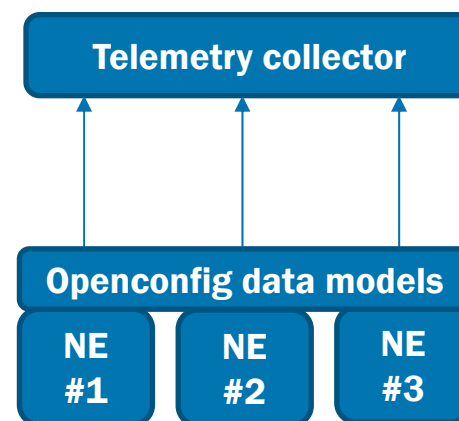 Telemetry collector
Openconfig data models
NE
#1
NE
#2
NE
#3